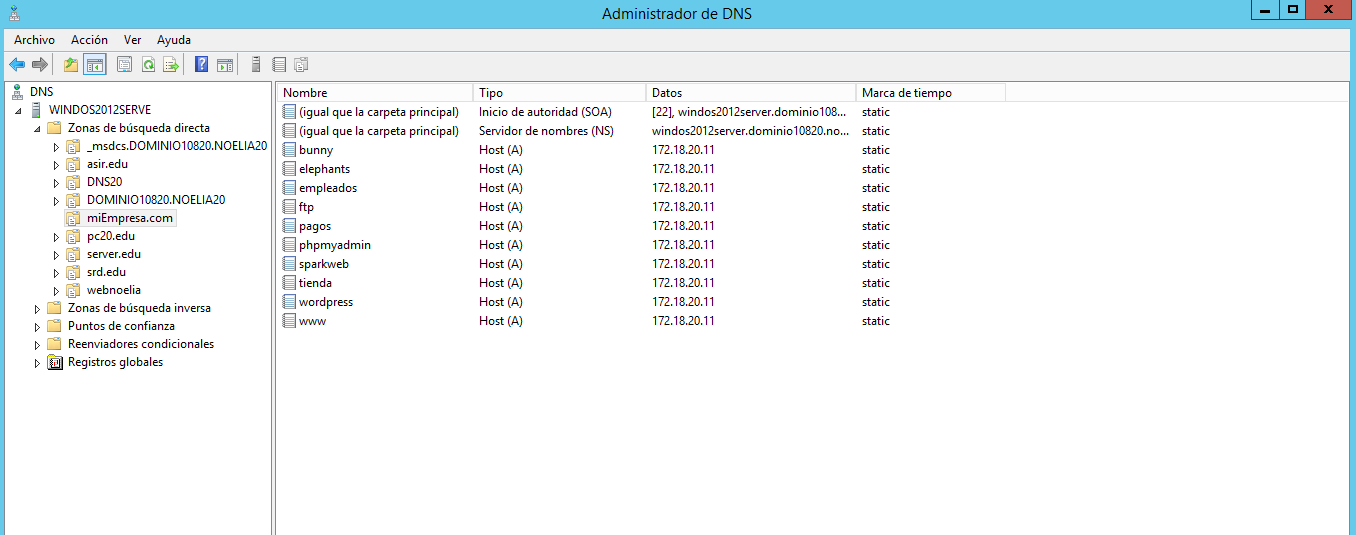 Administrador de DNS
Archivo Acción Ver Ayuda
DNS
WINDOS2012SERVE
Zonas de búsqueda directa
_msdcs.DOMINIO10820.NOELIA20
asir.edu
DNS20
DOMINIO10820.NOELIA20
miEmpresa.com
pc20.edu
server.edu
srd.edu
webnoelia
Zonas de búsqueda inversa
Puntos de confianza
Reenviadores condicionales
Registros globales
Nombre Tipo Datos Marca de tiempo
(igual que la carpeta principal) Inicio de autoridad (SOA) [22], windos2012server.dominio108... static
(igual que la carpeta principal) Servidor de nombres (NS) windos2012server.dominio10820.no... static
bunny Host (A) 172.18.20.11 static
elephants Host (A) 172.18.20.11 static
empleados Host (A) 172.18.20.11 static
ftp Host (A) 172.18.20.11 static
pagos Host (A) 172.18.20.11 static
phpmyadmin Host (A) 172.18.20.11 static
sparkweb Host (A) 172.18.20.11 static
tienda Host (A) 172.18.20.11 static
wordpress Host (A) 172.18.20.11 static
www Host (A) 172.18.20.11 static